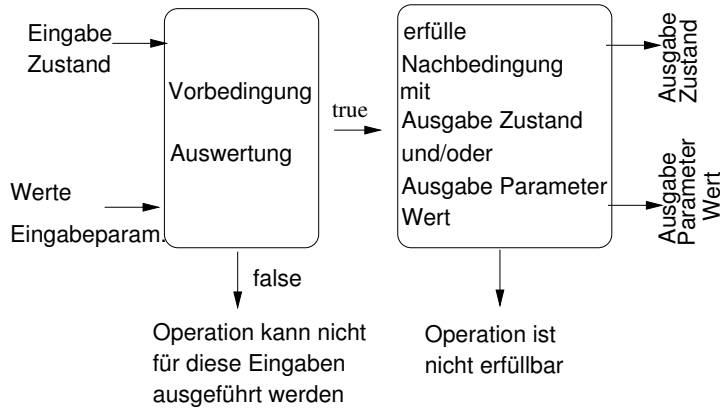 Eingabe
Zustand
Werte
Eingabeparam.
Vorbedingung
Auswertung
true
false
Operation kann nicht
für diese Eingaben
ausgeführt werden
erfülle
Nachbedingung
mit
Ausgabe Zustand
und/oder
Ausgabe Parameter
Wert
Operation ist
nicht erfüllbar
Ausgabe
Zustand
Ausgabe
Parameter
Wert